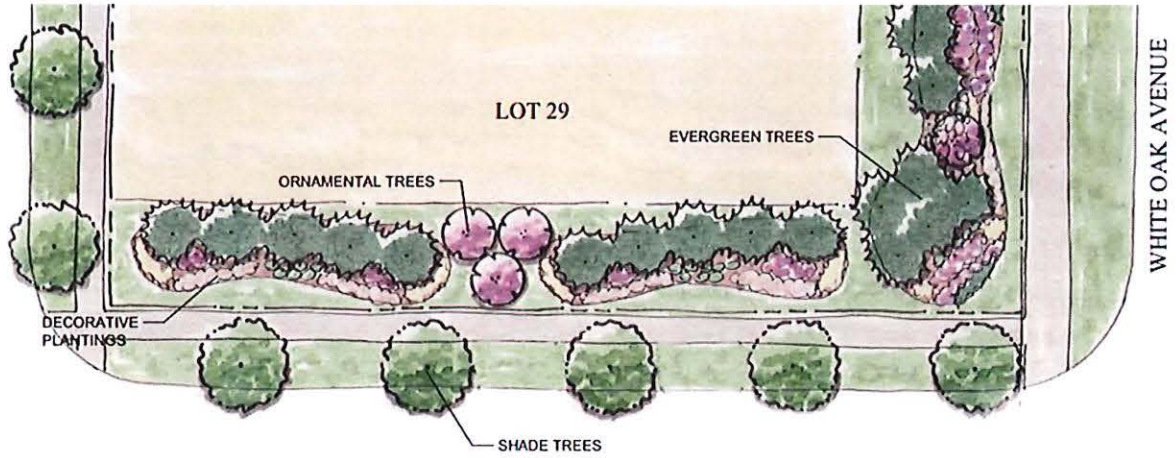 LOT 29
EVERGREEN TREES
ORNAMENTAL TREES
WHITE OAK AVENUE
DECORATIVE
PLANTINGS
SHADE TREES